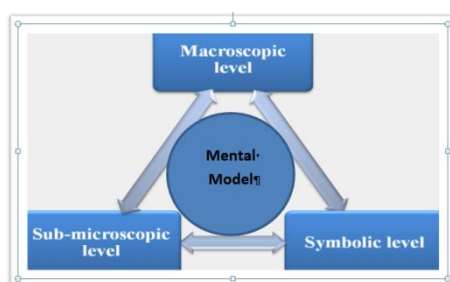 Macroscopic
level
Mental·
Model¶
Sub-microscopic
level
Symbolic level